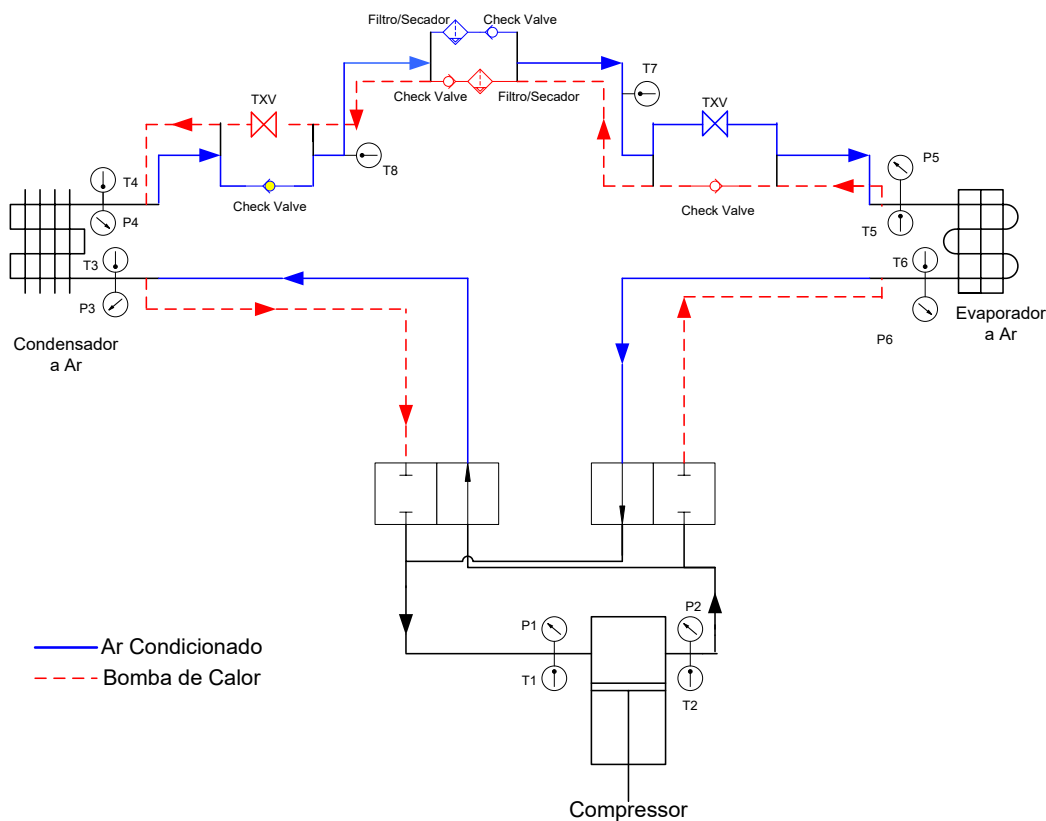 Filtro/Secador
Check Valve
T7
Check Valve
Filtro/Secador
TXV
TXV
T8
T4
P5
Check Valve
Check Valve
P4
T5
T3
T6
P3
Evaporador
a Ar
Condensador
a Ar
P6
P2
P1
Ar Condicionado
Bomba de Calor
T1
T2
Compressor